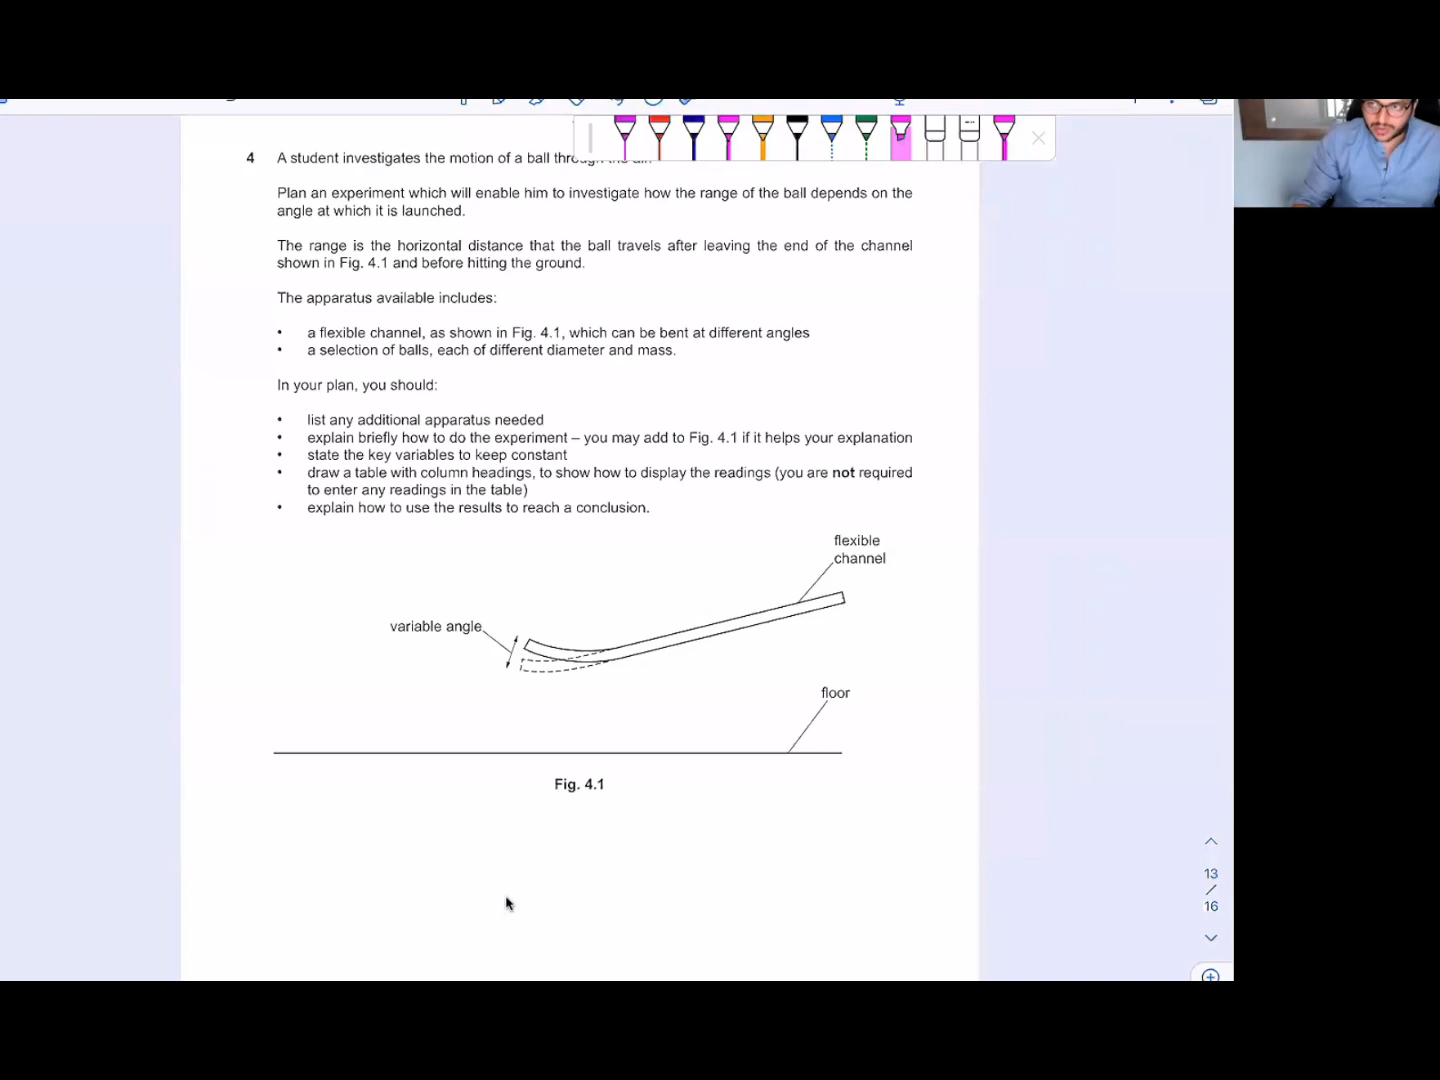 4 A student investigates the motion of a ball through the air.
Plan an experiment which will enable him to investigate how the range of the ball depends on the
angle at which it is launched.
The range is the horizontal distance that the ball travels after leaving the end of the channel
shown in Fig. 4.1 and before hitting the ground.
The apparatus available includes:
• a flexible channel, as shown in Fig. 4.1, which can be bent at different angles
• a selection of balls, each of different diameter and mass.
In your plan, you should:
• list any additional apparatus needed
• explain briefly how to do the experiment – you may add to Fig. 4.1 if it helps your explanation
• state the key variables to keep constant
• draw a table with column headings, to show how to display the readings (you are not required
to enter any readings in the table)
• explain how to use the results to reach a conclusion.
flexible
channel
variable angle
floor
Fig. 4.1
13
/
16